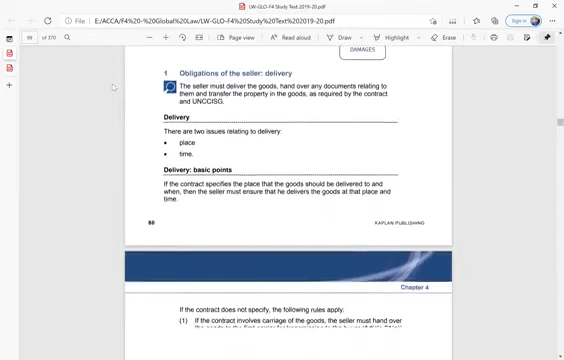 LW-GLO-F4 Study Text 2019-20.pdf
File
E:/ACCA/F4%20-%20Global%20Law/LW-GLO-F4%20Study%20Text%202019-20.pdf
Sign in
99 of 370
Page view
Read aloud
Draw
Highlight
Erase
DAMAGES
1 Obligations of the seller: delivery
The seller must deliver the goods, hand over any documents relating to
them and transfer the property in the goods, as required by the contract
and UNCCISG.
Delivery
There are two issues relating to delivery:
• place
• time.
Delivery: basic points
If the contract specifies the place that the goods should be delivered to and
when, then the seller must ensure that he delivers the goods at that place and
time.
88
KAPLAN PUBLISHING
Chapter 4
If the contract does not specify, the following rules apply:
(1) If the contract involves carriage of the goods, the seller must hand over